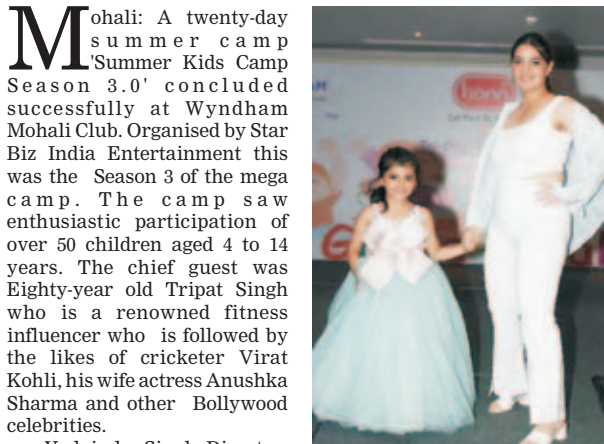 Mohali: A twenty-day
summer camp
'Summer Kids Camp
Season 3.0' concluded
successfully at Wyndham
Mohali Club. Organised by Star
Biz India Entertainment this
was the Season 3 of the mega
camp. The camp saw
enthusiastic participation of
over 50 children aged 4 to 14
years. The chief guest was
Eighty-year old Tripat Singh
who is a renowned fitness
influencer who is followed by
the likes of cricketer Virat
Kohli, his wife actress Anushka
Sharma and other Bollywood
celebrities.